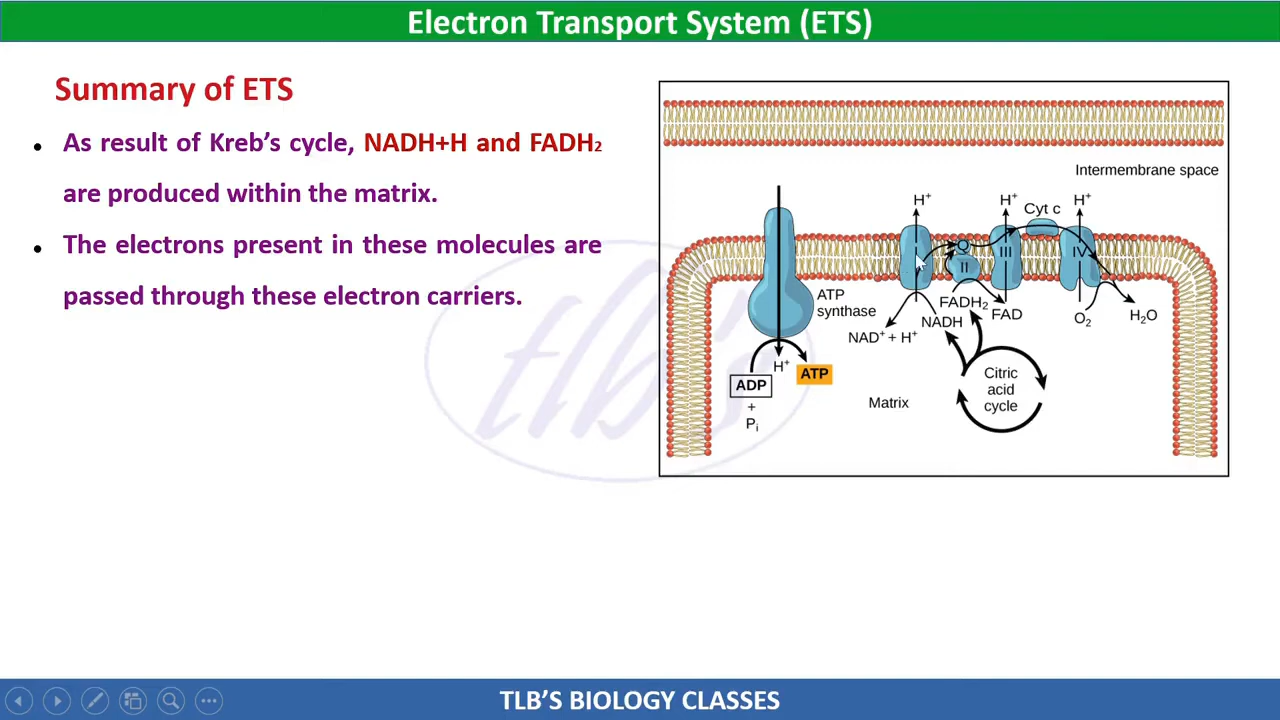 Electron Transport System (ETS)
Summary of ETS
• As result of Kreb’s cycle, NADH+H and FADH₂
are produced within the matrix.
• The electrons present in these molecules are
passed through these electron carriers.
Intermembrane space
H⁺
H⁺
Cyt c
H⁺
I
Q
II
III
IV
ATP
synthase
FADH₂
NADH
FAD
NAD⁺ + H⁺
O₂
H₂O
H⁺
ADP
ATP
+
Pᵢ
Citric
acid
cycle
Matrix
tlb's
TLB’S BIOLOGY CLASSES